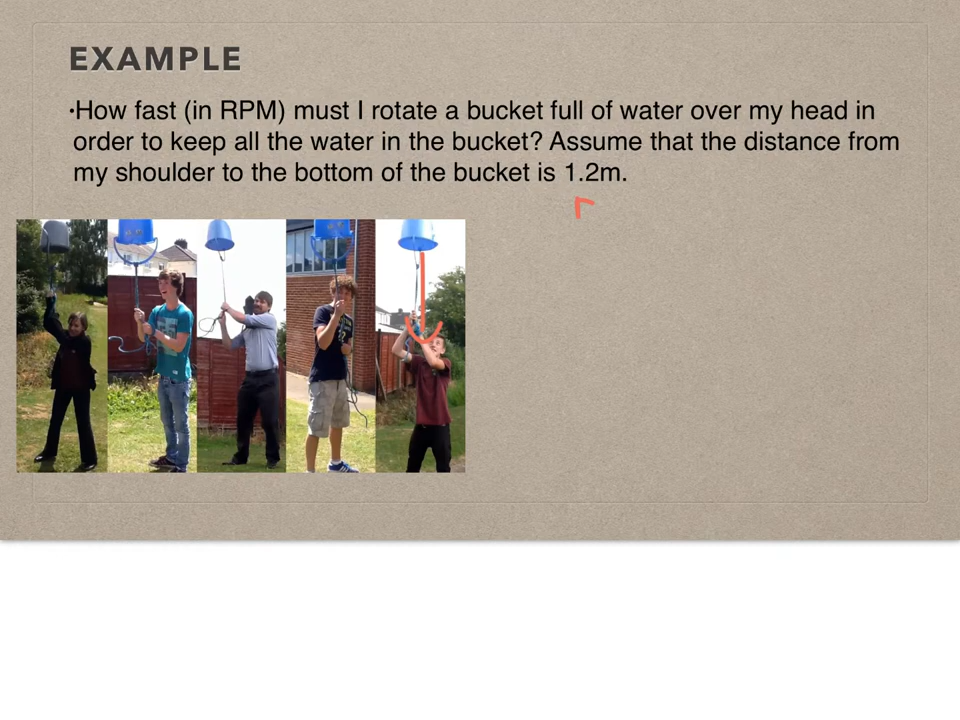 EXAMPLE
•How fast (in RPM) must I rotate a bucket full of water over my head in
order to keep all the water in the bucket? Assume that the distance from
my shoulder to the bottom of the bucket is 1.2m.
r